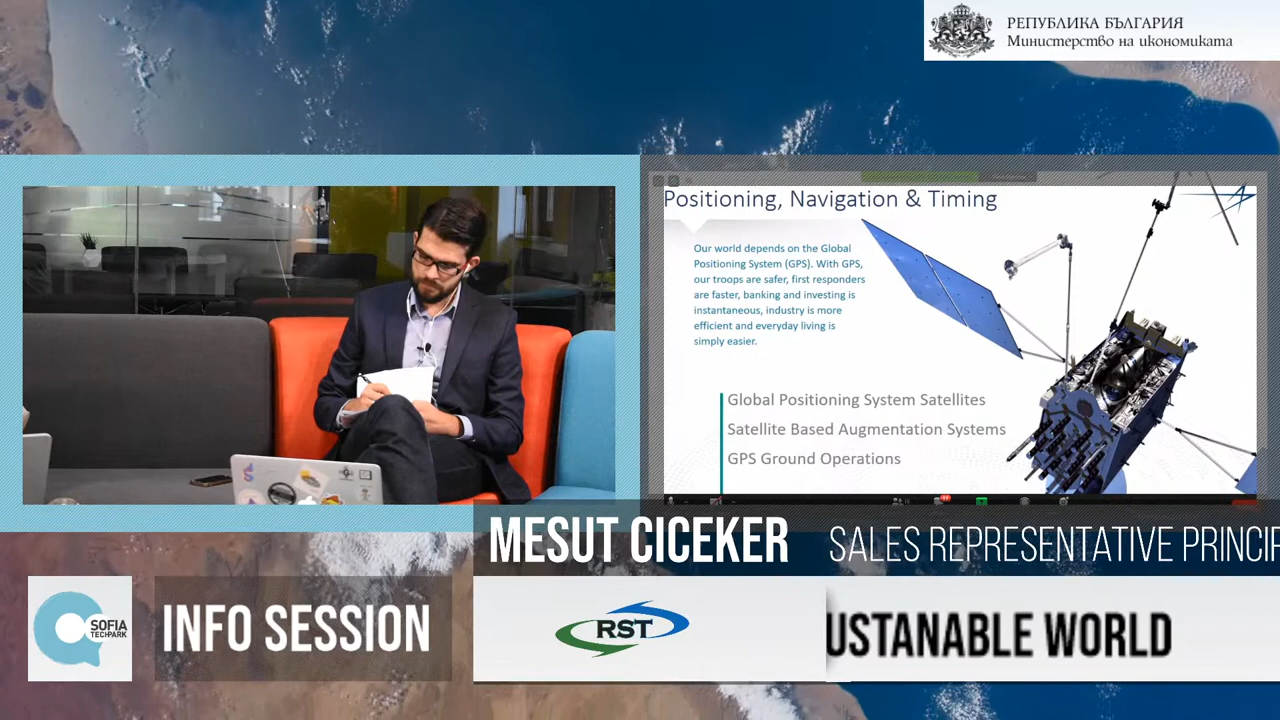 РЕПУБЛИКА БЪЛГАРИЯ
Министерство на икономиката
Positioning, Navigation & Timing
Our world depends on the Global
Positioning System (GPS). With GPS,
our troops are safer, first responders
are faster, banking and investing is
instantaneous, industry is more
efficient and everyday living is
simply easier.
Global Positioning System Satellites
Satellite Based Augmentation Systems
GPS Ground Operations
MESUT CICEKER
SALES REPRESENTATIVE PRINCIP
SOFIA
TECHPARK
INFO SESSION
RST
USTANABLE WORLD